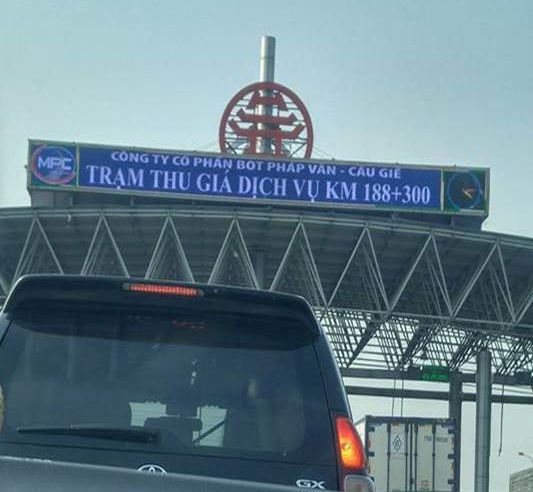 MPC
CÔNG TY CỔ PHẦN BOT PHÁP VÂN - CẦU GIẼ
TRẠM THU GIÁ DỊCH VỤ KM 188+300
GX